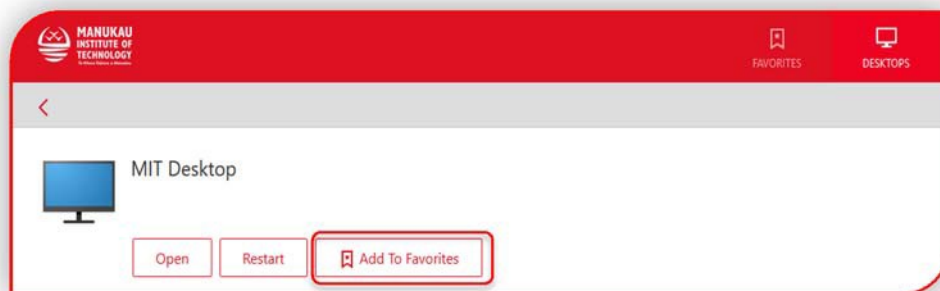 MANUKAU
INSTITUTE OF
TECHNOLOGY
FAVORITES
DESKTOPS
MIT Desktop
Open
Restart
Add To Favorites